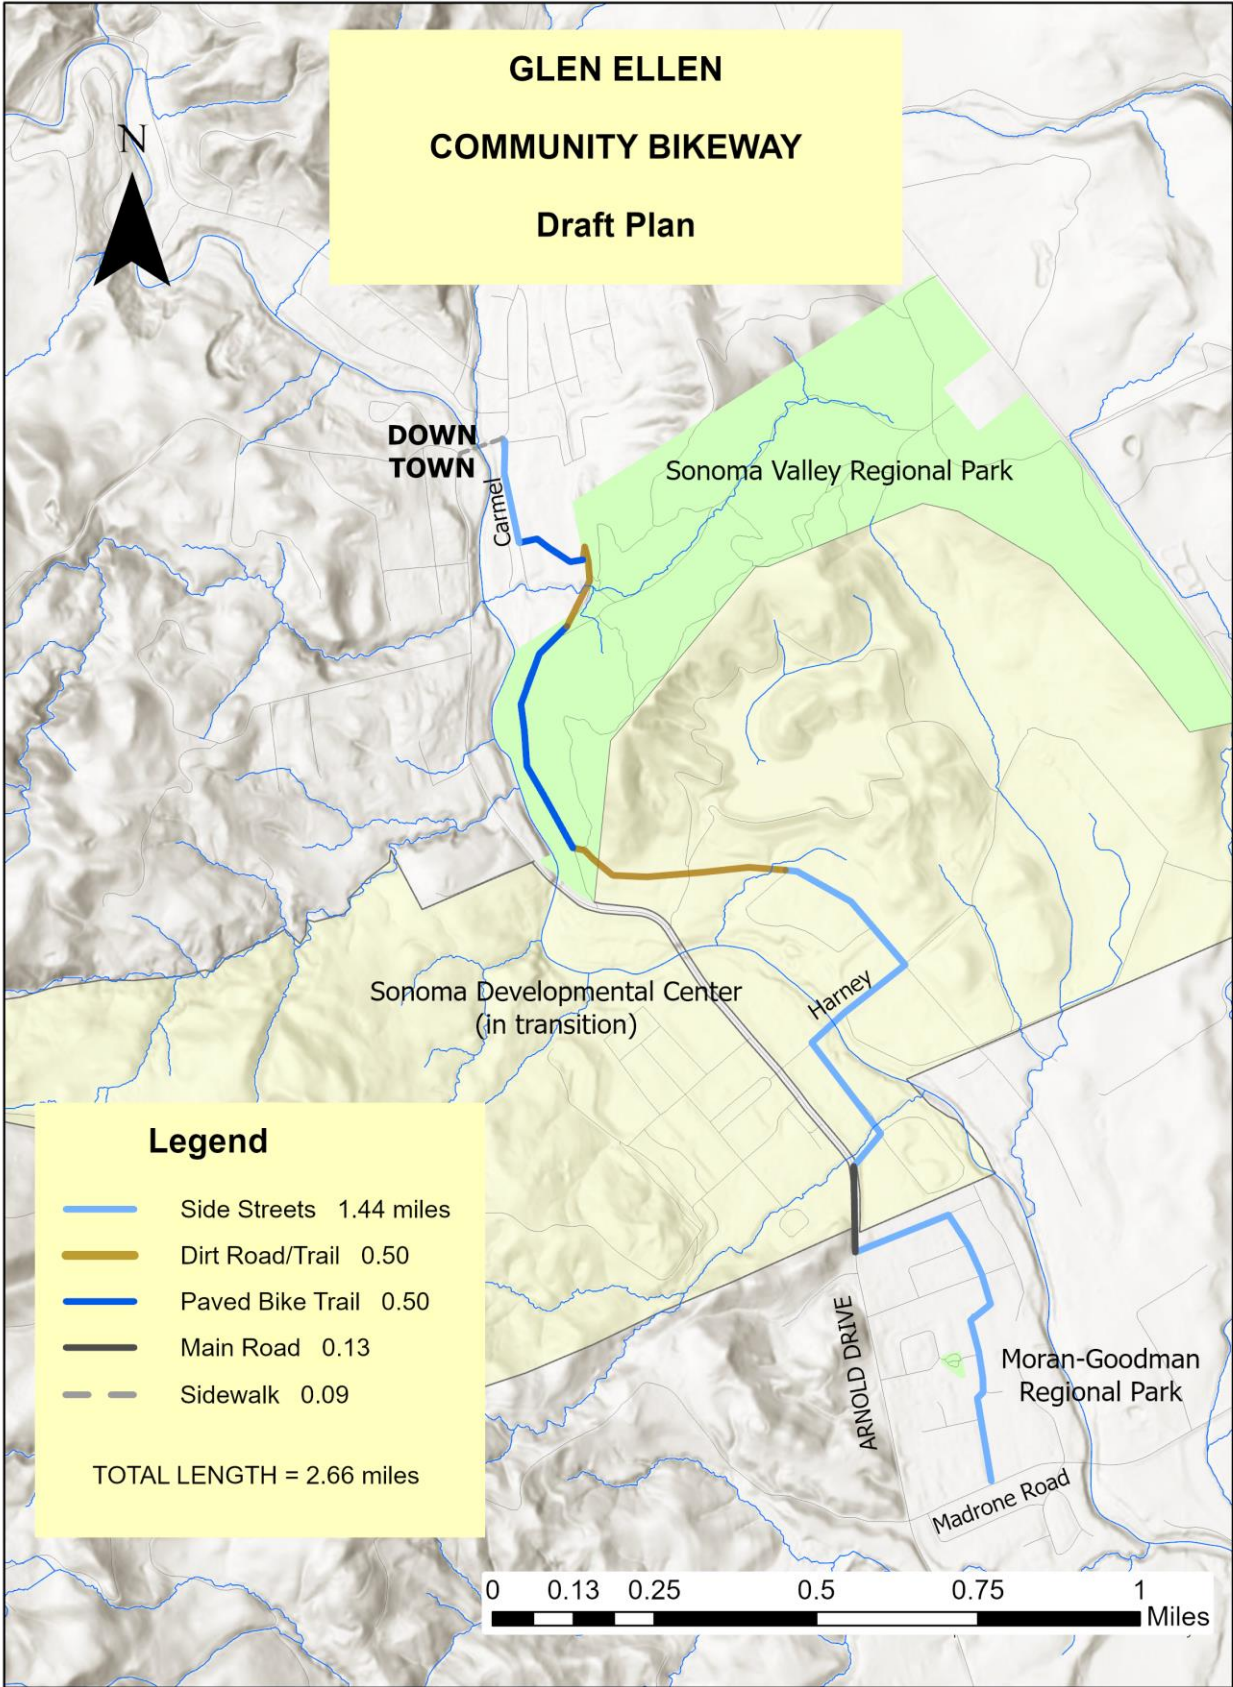 GLEN ELLEN
COMMUNITY BIKEWAY
Draft Plan
N
DOWN
TOWN
Sonoma Valley Regional Park
Carmel
Sonoma Developmental Center
(in transition)
Harney
Legend
Side Streets 1.44 miles
Dirt Road/Trail 0.50
Paved Bike Trail 0.50
Main Road 0.13
Sidewalk 0.09
TOTAL LENGTH = 2.66 miles
ARNOLD DRIVE
Moran-Goodman
Regional Park
Madrone Road
0 0.13 0.25 0.5 0.75 1
Miles